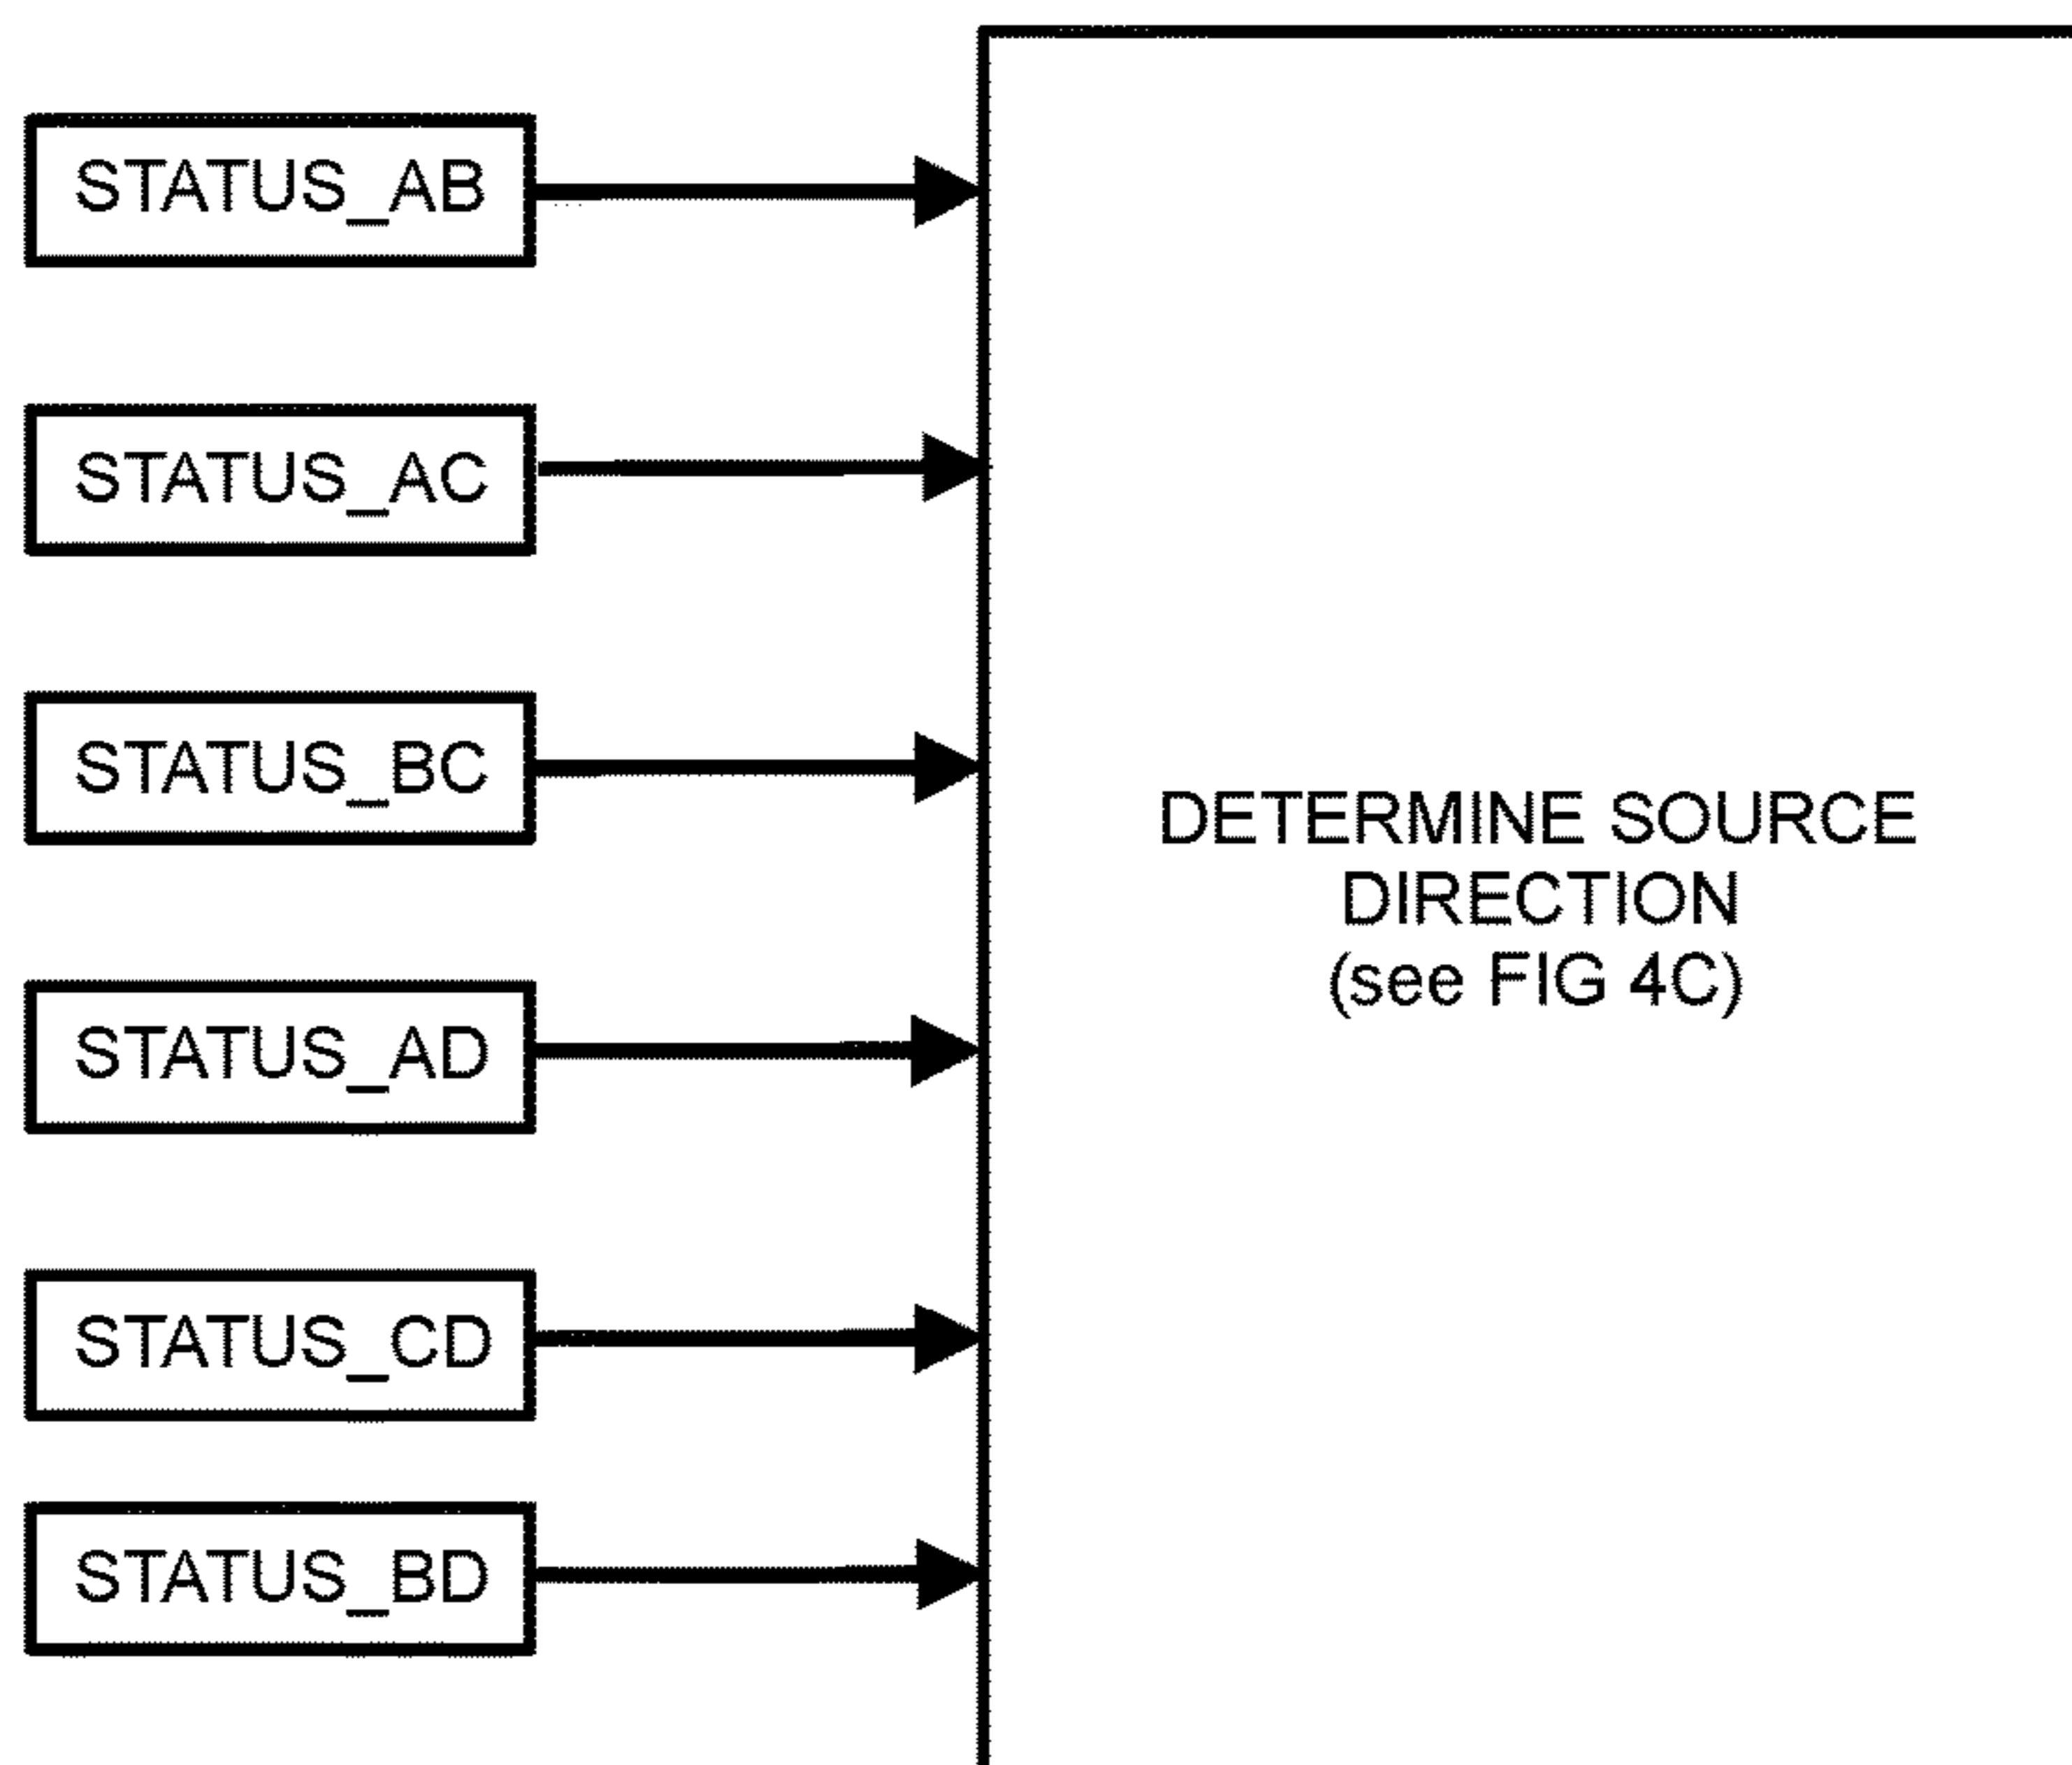 STATUS_AB
STATUS_AC
STATUS_BC
STATUS_AD
STATUS_CD
STATUS_BD
DETERMINE SOURCE
DIRECTION
(see FIG 4C)